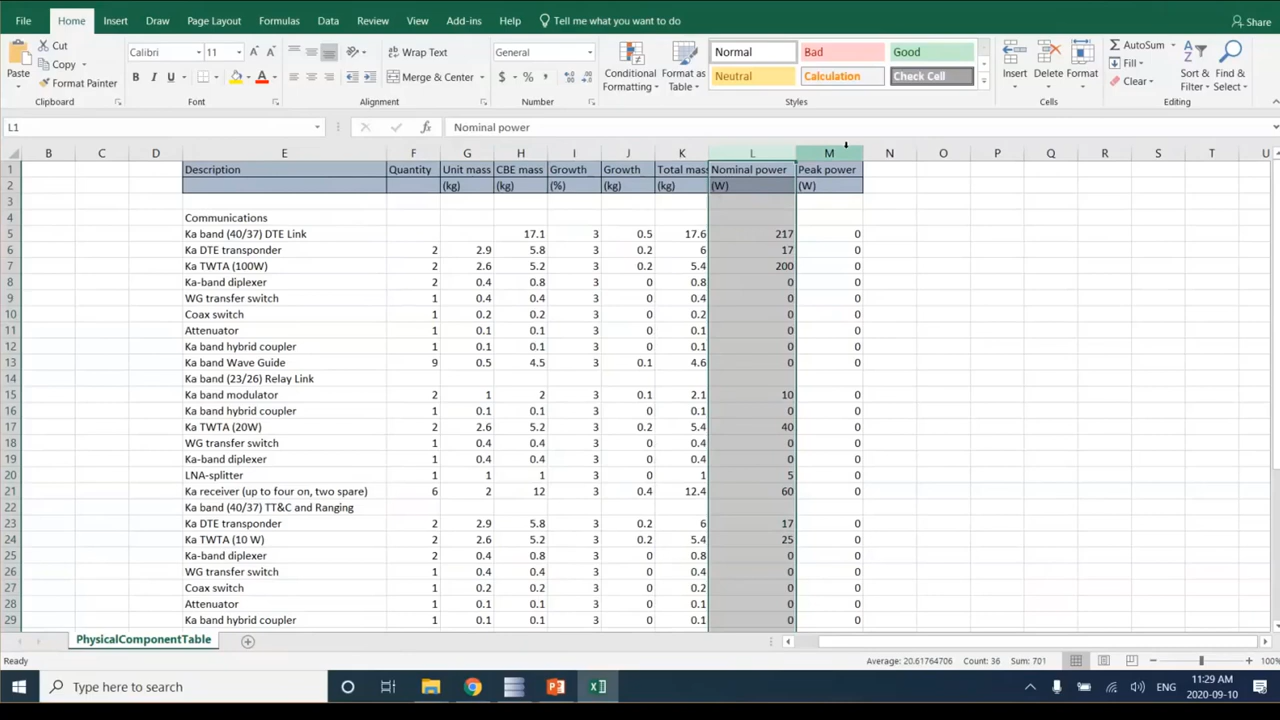 File Home Insert Draw Page Layout Formulas Data Review View Add-ins Help Tell me what you want to do Share
Paste Cut Copy Format Painter Clipboard
Calibri 11 A A B I U A Font
Wrap Text Merge & Center Alignment
General $ % , Number
Conditional Formatting Format as Table Normal Bad Good Neutral Calculation Check Cell Styles
Insert Delete Format Cells
AutoSum Fill Clear Sort & Filter Find & Select Editing
L1 fx Nominal power
B C D E F G H I J K L M N O P Q R S T U
1 Description Quantity Unit mass CBE mass Growth Growth Total mass Nominal power Peak power
2 (kg) (kg) (%) (kg) (kg) (W) (W)
3
4 Communications
5 Ka band (40/37) DTE Link 17.1 3 0.5 17.6 217 0
6 Ka DTE transponder 2 2.9 5.8 3 0.2 6 17 0
7 Ka TWTA (100W) 2 2.6 5.2 3 0.2 5.4 200 0
8 Ka-band diplexer 2 0.4 0.8 3 0 0.8 0 0
9 WG transfer switch 1 0.4 0.4 3 0 0.4 0 0
10 Coax switch 1 0.2 0.2 3 0 0.2 0 0
11 Attenuator 1 0.1 0.1 3 0 0.1 0 0
12 Ka band hybrid coupler 1 0.1 0.1 3 0 0.1 0 0
13 Ka band Wave Guide 9 0.5 4.5 3 0.1 4.6 0 0
14 Ka band (23/26) Relay Link
15 Ka band modulator 2 1 2 3 0.1 2.1 10 0
16 Ka band hybrid coupler 1 0.1 0.1 3 0 0.1 0 0
17 Ka TWTA (20W) 2 2.6 5.2 3 0.2 5.4 40 0
18 WG transfer switch 1 0.4 0.4 3 0 0.4 0 0
19 Ka-band diplexer 1 0.4 0.4 3 0 0.4 0 0
20 LNA-splitter 1 1 1 3 0 1 5 0
21 Ka receiver (up to four on, two spare) 6 2 12 3 0.4 12.4 60 0
22 Ka band (40/37) TT&C and Ranging
23 Ka DTE transponder 2 2.9 5.8 3 0.2 6 17 0
24 Ka TWTA (10 W) 2 2.6 5.2 3 0.2 5.4 25 0
25 Ka-band diplexer 2 0.4 0.8 3 0 0.8 0 0
26 WG transfer switch 1 0.4 0.4 3 0 0.4 0 0
27 Coax switch 1 0.2 0.2 3 0 0.2 0 0
28 Attenuator 1 0.1 0.1 3 0 0.1 0 0
29 Ka band hybrid coupler 1 0.1 0.1 3 0 0.1 0 0
PhysicalComponentTable
Ready Average: 20.61764706 Count: 36 Sum: 701 100%
Type here to search ENG 11:29 AM
2020-09-10